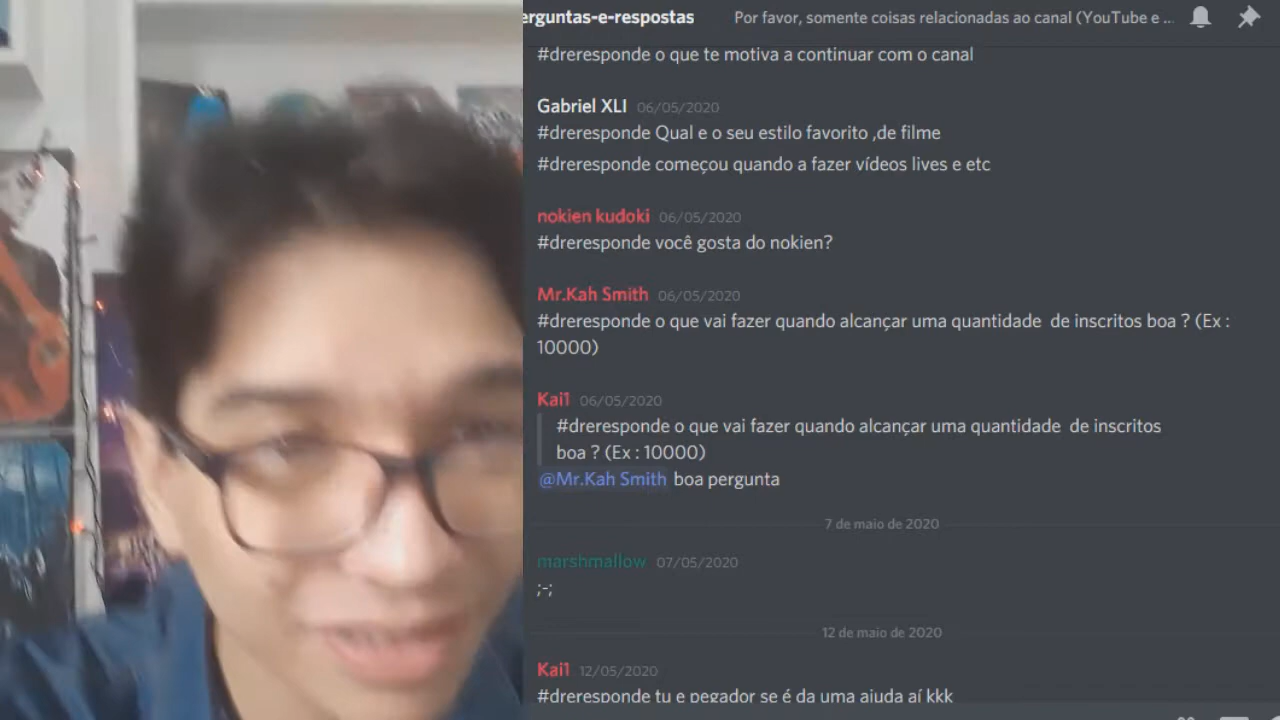 erguntas-e-respostas
Por favor, somente coisas relacionadas ao canal (YouTube e ...
#dreresponde o que te motiva a continuar com o canal
Gabriel XLI 06/05/2020
#dreresponde Qual e o seu estilo favorito ,de filme
#dreresponde começou quando a fazer vídeos lives e etc
nokien kudoki 06/05/2020
#dreresponde você gosta do nokien?
Mr.Kah Smith 06/05/2020
#dreresponde o que vai fazer quando alcançar uma quantidade de inscritos boa ? (Ex :
10000)
Kai1 06/05/2020
#dreresponde o que vai fazer quando alcançar uma quantidade de inscritos
boa ? (Ex : 10000)
@Mr.Kah Smith boa pergunta
7 de maio de 2020
marshmallow 07/05/2020
;-;
12 de maio de 2020
Kai1 12/05/2020
#dreresponde tu e pegador se é da uma ajuda aí kkk